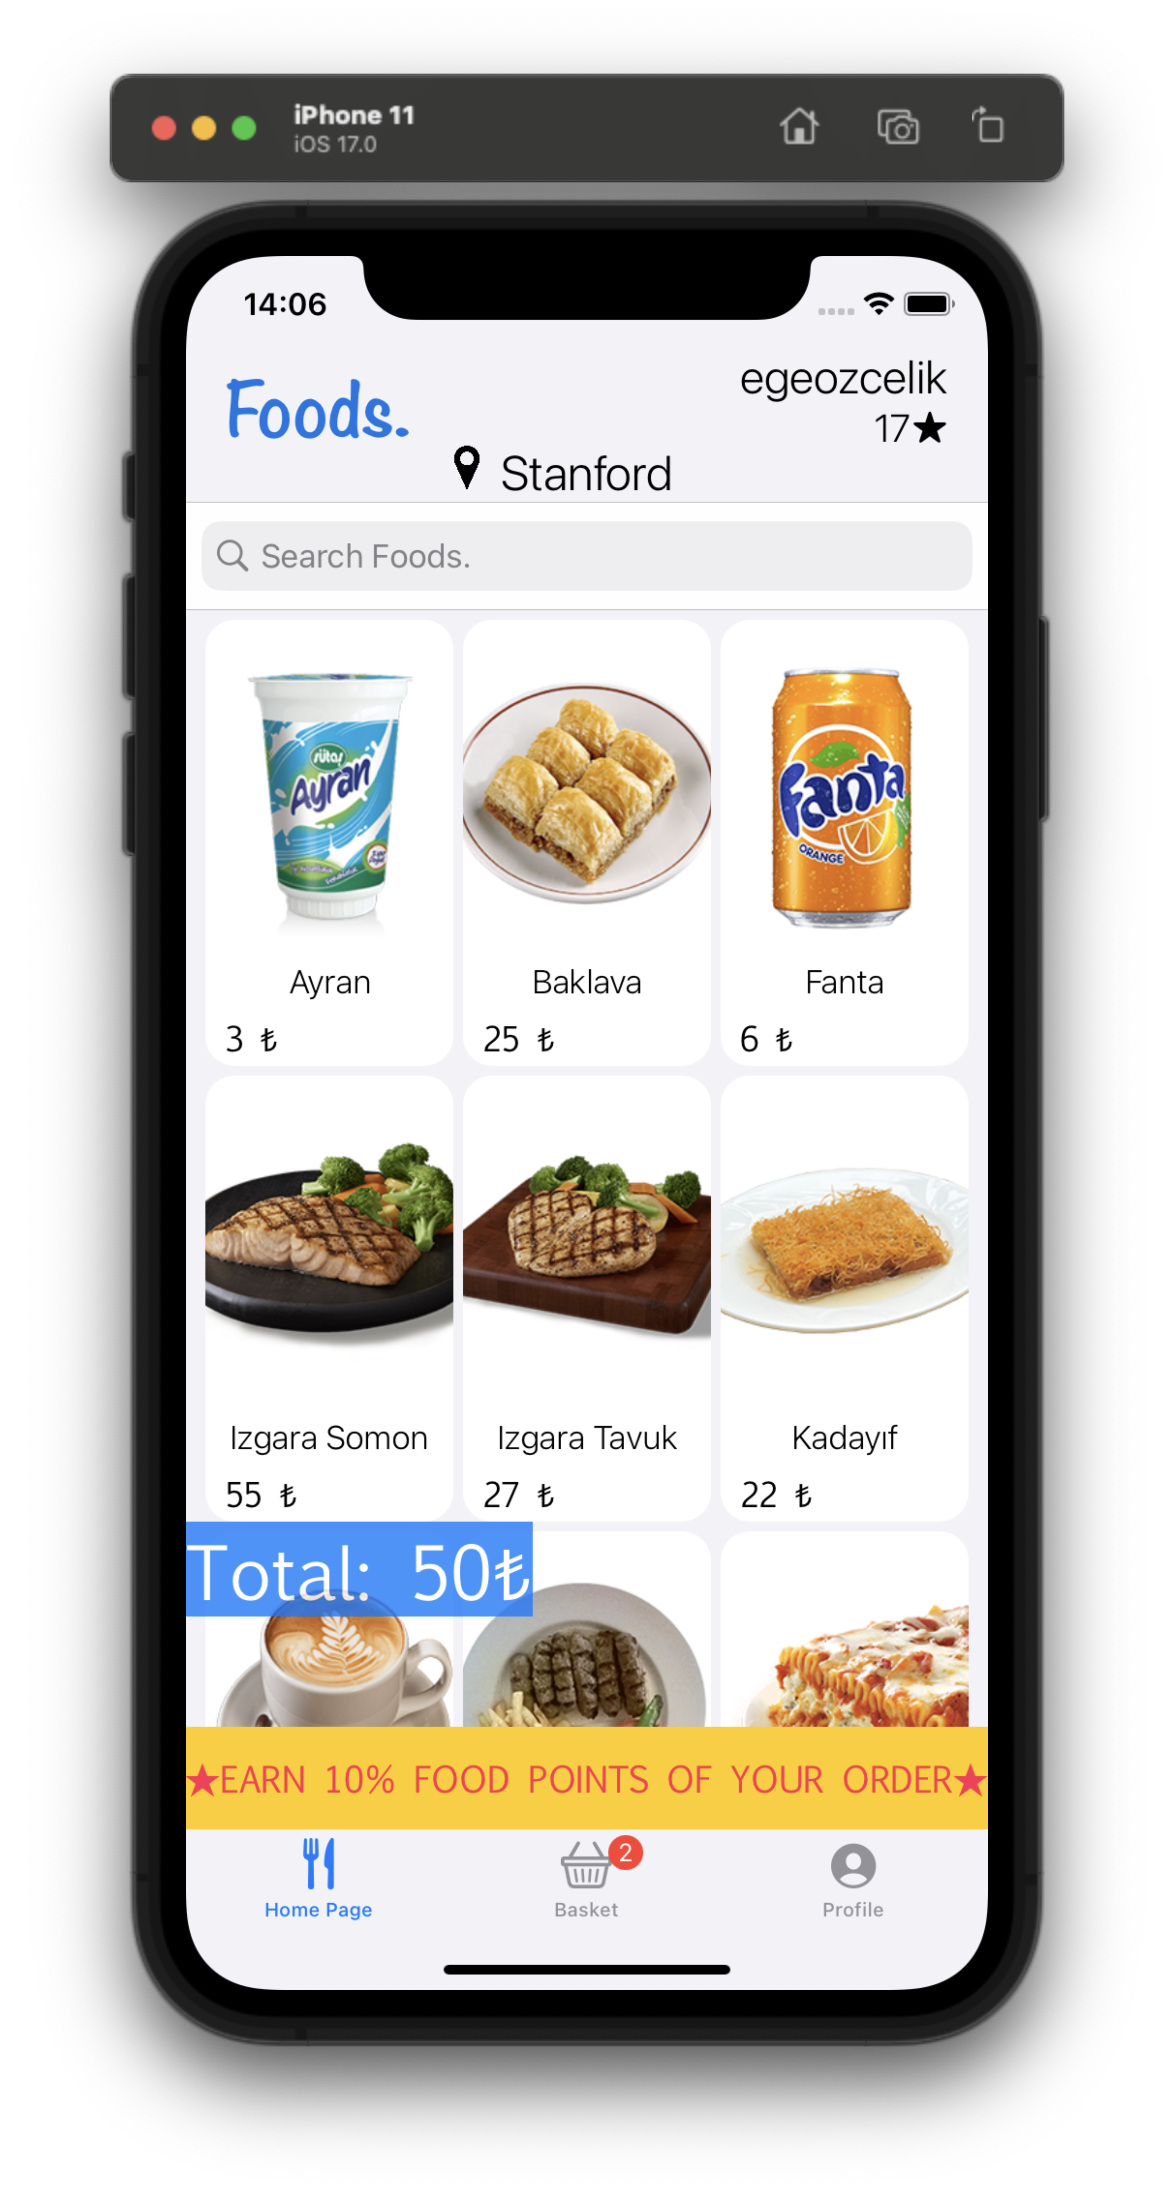 iPhone 11
iOS 17.0
14:06
Foods.
egeozcelik
17★
Stanford
Search Foods.
sütaş
Ayran
Fanta
ORANGE
Ayran
Baklava
Fanta
3 ₺
25 ₺
6 ₺
Izgara Somon
Izgara Tavuk
Kadayıf
55 ₺
27 ₺
22 ₺
Total: 50₺
★EARN 10% FOOD POINTS OF YOUR ORDER★
2
Home Page
Basket
Profile